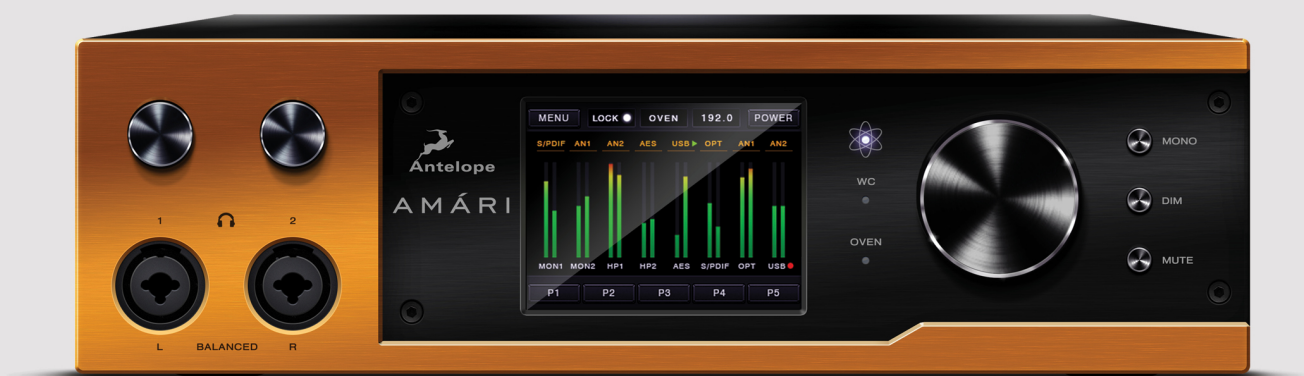 1 2
L BALANCED R
Antelope
AMÁRI
MENU LOCK OVEN 192.0 POWER
S/PDIF AN1 AN2 AES USB OPT AN1 AN2
MON1 MON2 HP1 HP2 AES S/PDIF OPT USB
P1 P2 P3 P4 P5
WC
OVEN
MONO
DIM
MUTE